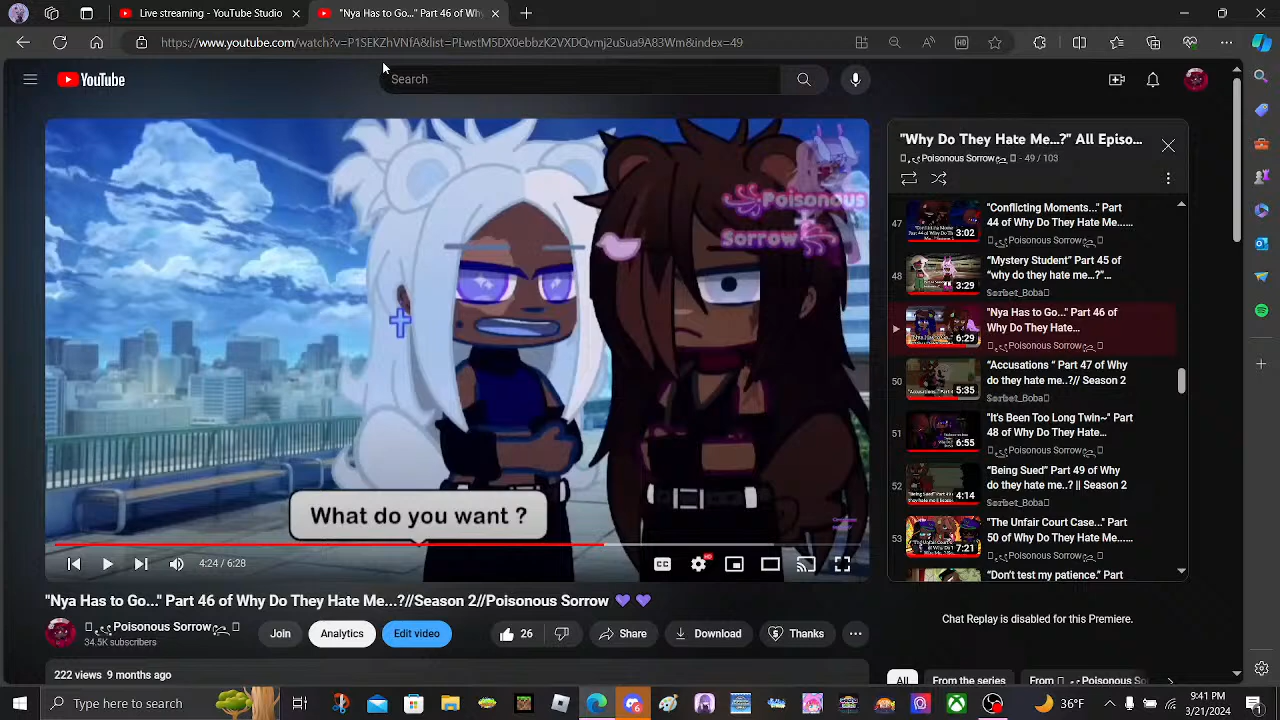 Live streaming - YouTube Studio
"Nya Has to Go..." Part 46 of Wh
https://www.youtube.com/watch?v=P1SEKZhVNfA&list=PLwstM5DX0ebbzK2VXDQvmj2uSua9A83Wm&index=49
YouTube
Search
Poisonous
Sorrow
What do you want ?
4:24 / 6:28
CC
HD
"Nya Has to Go..." Part 46 of Why Do They Hate Me...?//Season 2//Poisonous Sorrow 💜 💜
Poisonous Sorrow
34.5K subscribers
Join
Analytics
Edit video
26
Share
Download
Thanks
222 views 9 months ago
"Why Do They Hate Me...?" All Episo...
Poisonous Sorrow - 49 / 103
47
3:02
"Conflicting Moments..." Part
44 of Why Do They Hate Me.....
Poisonous Sorrow
48
3:29
"Mystery Student" Part 45 of
"why do they hate me...?"...
Sorbet_Boba
6:29
"Nya Has to Go..." Part 46 of
Why Do They Hate...
Poisonous Sorrow
50
5:35
"Accusations " Part 47 of Why
do they hate me..?// Season 2
Sorbet_Boba
51
6:55
"It's Been Too Long Twin~" Part
48 of Why Do They Hate...
Poisonous Sorrow
52
4:14
"Being Sued" Part 49 of Why
do they hate me..? || Season 2
Sorbet_Boba
53
7:21
"The Unfair Court Case..." Part
50 of Why Do They Hate Me......
Poisonous Sorrow
"Don't test my patience." Part
Chat Replay is disabled for this Premiere.
All
From the series
From
Type here to search
36°F
9:41 PM
3/21/2024